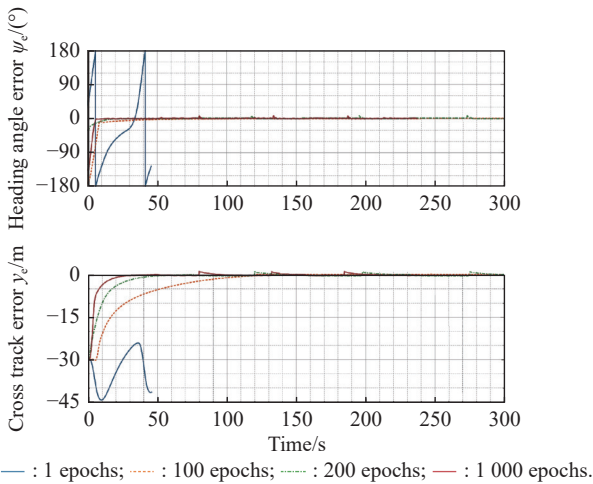 Heading angle error ψe/(°)
180
90
0
−90
−180
0 50 100 150 200 250 300
Cross track error ye/m
0
−15
−30
−45
0 50 100 150 200 250 300
Time/s
: 1 epochs; : 100 epochs; : 200 epochs; : 1 000 epochs.